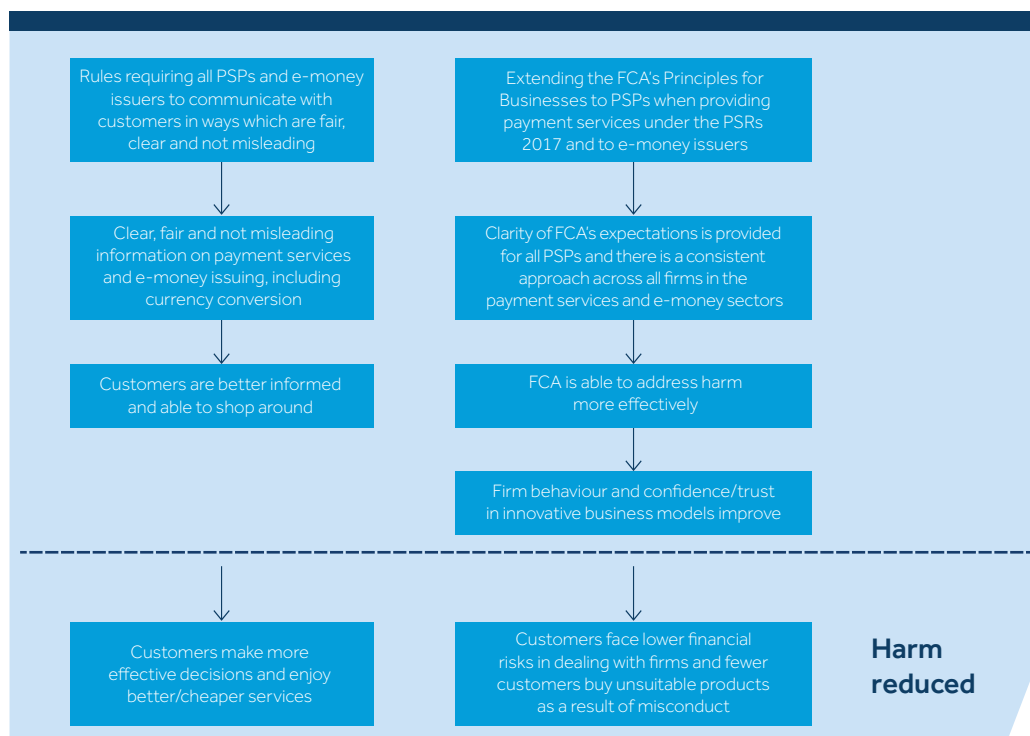 Rules requiring all PSPs and e-money
issuers to communicate with
customers in ways which are fair,
clear and not misleading
Clear, fair and not misleading
information on payment services
and e-money issuing, including
currency conversion
Customers are better informed
and able to shop around
Extending the FCA's Principles for
Businesses to PSPs when providing
payment services under the PSRs
2017 and to e-money issuers
Clarity of FCA's expectations is provided
for all PSPs and there is a consistent
approach across all firms in the
payment services and e-money sectors
FCA is able to address harm
more effectively
Firm behaviour and confidence/trust
in innovative business models improve
Customers make more
effective decisions and enjoy
better/cheaper services
Customers face lower financial
risks in dealing with firms and fewer
customers buy unsuitable products
as a result of misconduct
Harm
reduced